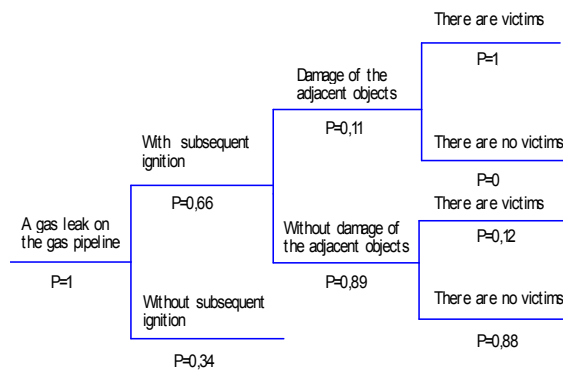 There are victims
P=1
Damage of the
adjacent objects
P=0,11
There are no victims
P=0
With subsequent
ignition
P=0,66
There are victims
P=0,12
Without damage of
the adjacent objects
P=0,89
There are no victims
P=0,88
A gas leak on
the gas pipeline
P=1
Without subsequent
ignition
P=0,34